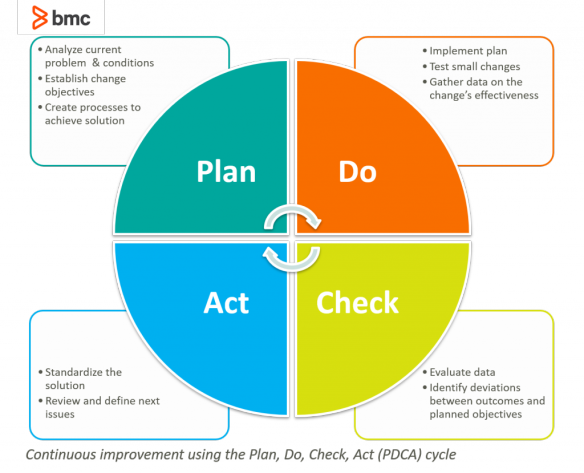 bmc
• Analyze current
problem & conditions
• Establish change
objectives
• Create processes to
achieve solution
• Implement plan
• Test small changes
• Gather data on the
change's effectiveness
Plan
Do
Act
Check
• Standardize the
solution
• Review and define next
issues
• Evaluate data
• Identify deviations
between outcomes and
planned objectives
Continuous improvement using the Plan, Do, Check, Act (PDCA) cycle